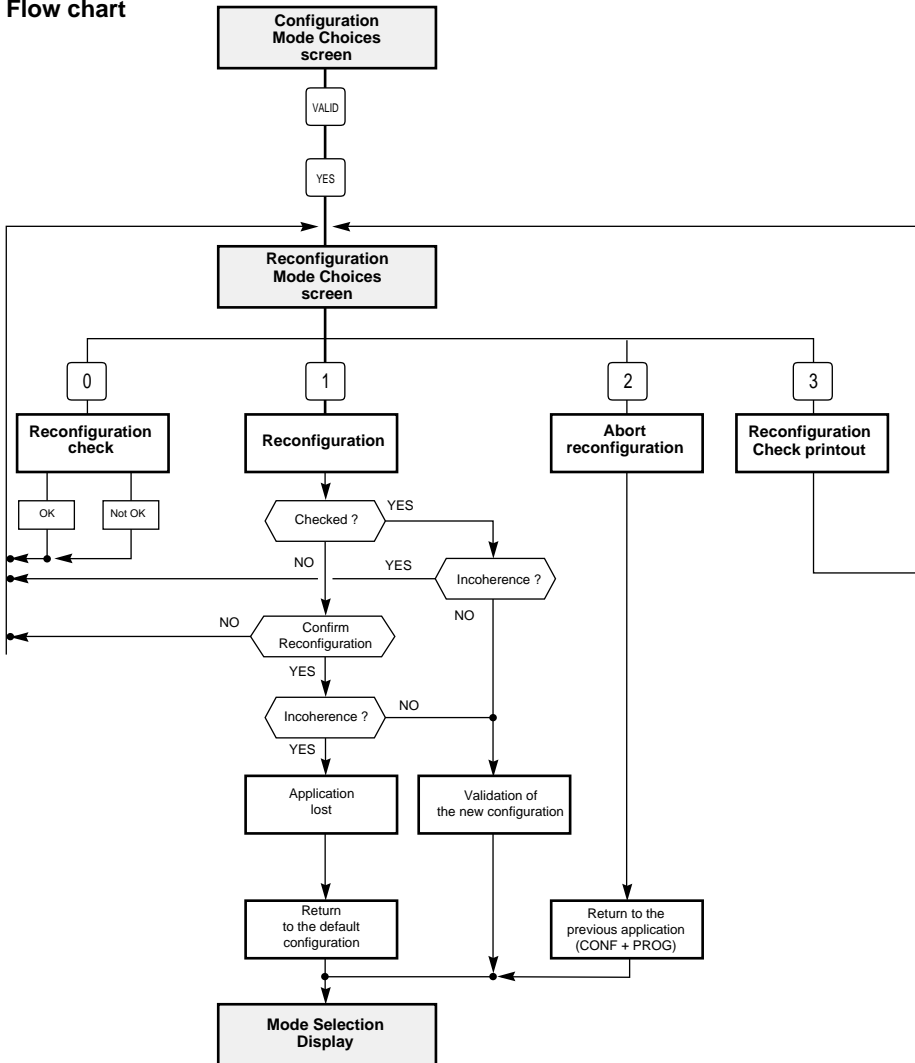 Flow chart
Configuration
Mode Choices
screen
VALID
YES
Reconfiguration
Mode Choices
screen
0
1
2
3
Reconfiguration
check
Reconfiguration
Abort
reconfiguration
Reconfiguration
Check printout
OK
Not OK
Checked ?
YES
NO
YES
Incoherence ?
NO
NO
Confirm
Reconfiguration
YES
Incoherence ?
NO
YES
Application
lost
Validation of
the new configuration
Return
to the default
configuration
Return to the
previous application
(CONF + PROG)
Mode Selection
Display